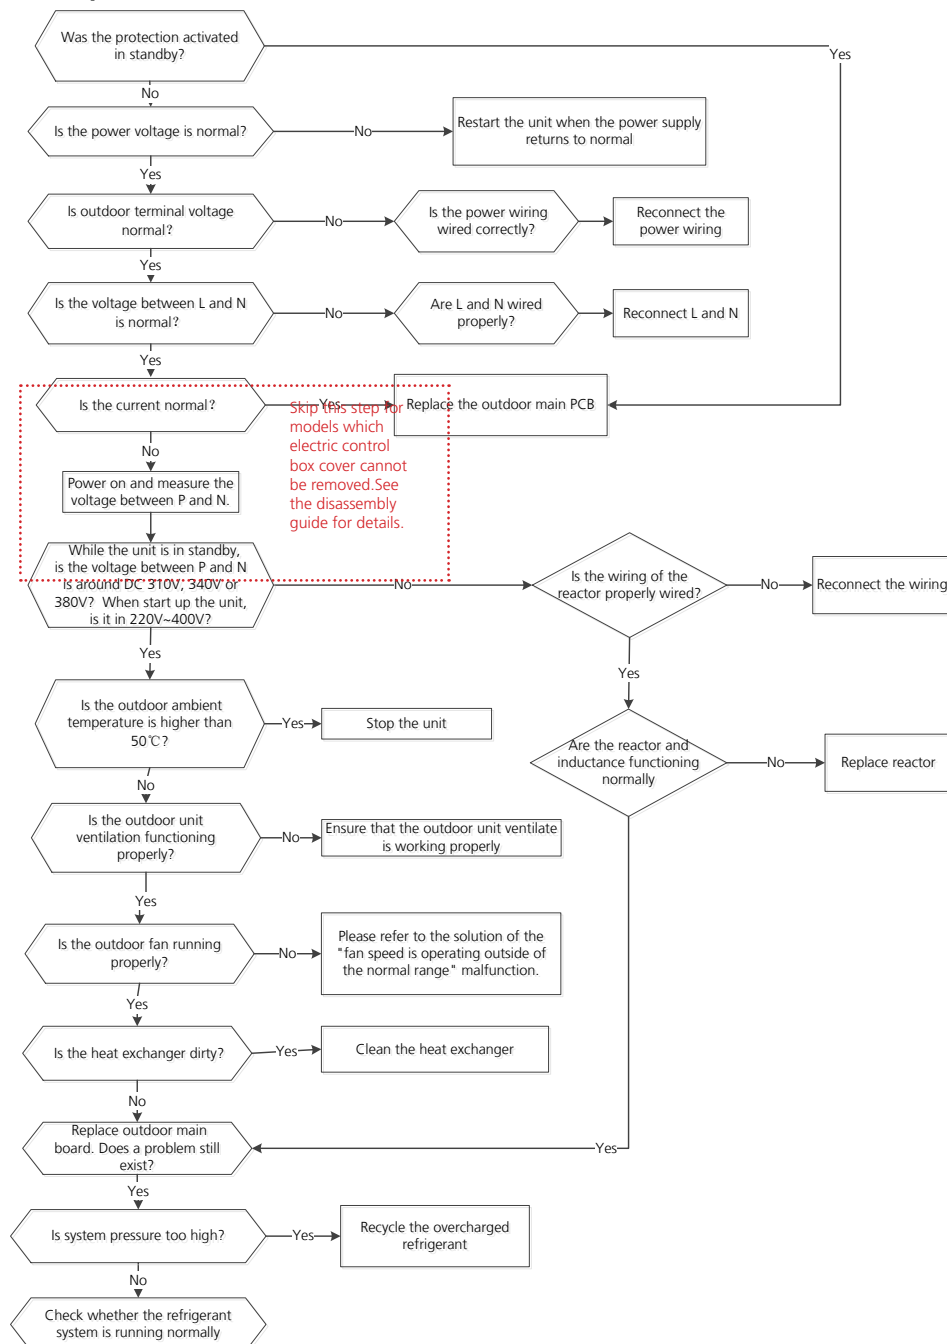 Was the protection activated
in standby?
Yes
No
Is the power voltage is normal?
No
Restart the unit when the power supply
returns to normal
Yes
Is outdoor terminal voltage
normal?
No
Is the power wiring
wired correctly?
Reconnect the
power wiring
Yes
Is the voltage between L and N
is normal?
No
Are L and N wired
properly?
Reconnect L and N
Yes
Is the current normal?
Yes
Replace the outdoor main PCB
Skip this step for
models which
electric control
box cover cannot
be removed.See
the disassembly
guide for details.
No
Power on and measure the
voltage between P and N.
While the unit is in standby,
is the voltage between P and N
is around DC 310V, 340V or
380V? When start up the unit,
is it in 220V~400V?
No
Is the wiring of the
reactor properly wired?
No
Reconnect the wiring
Yes
Yes
Is the outdoor ambient
temperature is higher than
50℃?
Yes
Stop the unit
Are the reactor and
inductance functioning
normally
No
Replace reactor
No
Is the outdoor unit
ventilation functioning
properly?
No
Ensure that the outdoor unit ventilate
is working properly
Yes
Is the outdoor fan running
properly?
No
Please refer to the solution of the
"fan speed is operating outside of
the normal range" malfunction.
Yes
Is the heat exchanger dirty?
Yes
Clean the heat exchanger
No
Replace outdoor main
board. Does a problem still
exist?
Yes
Yes
Is system pressure too high?
Yes
Recycle the overcharged
refrigerant
No
Check whether the refrigerant
system is running normally